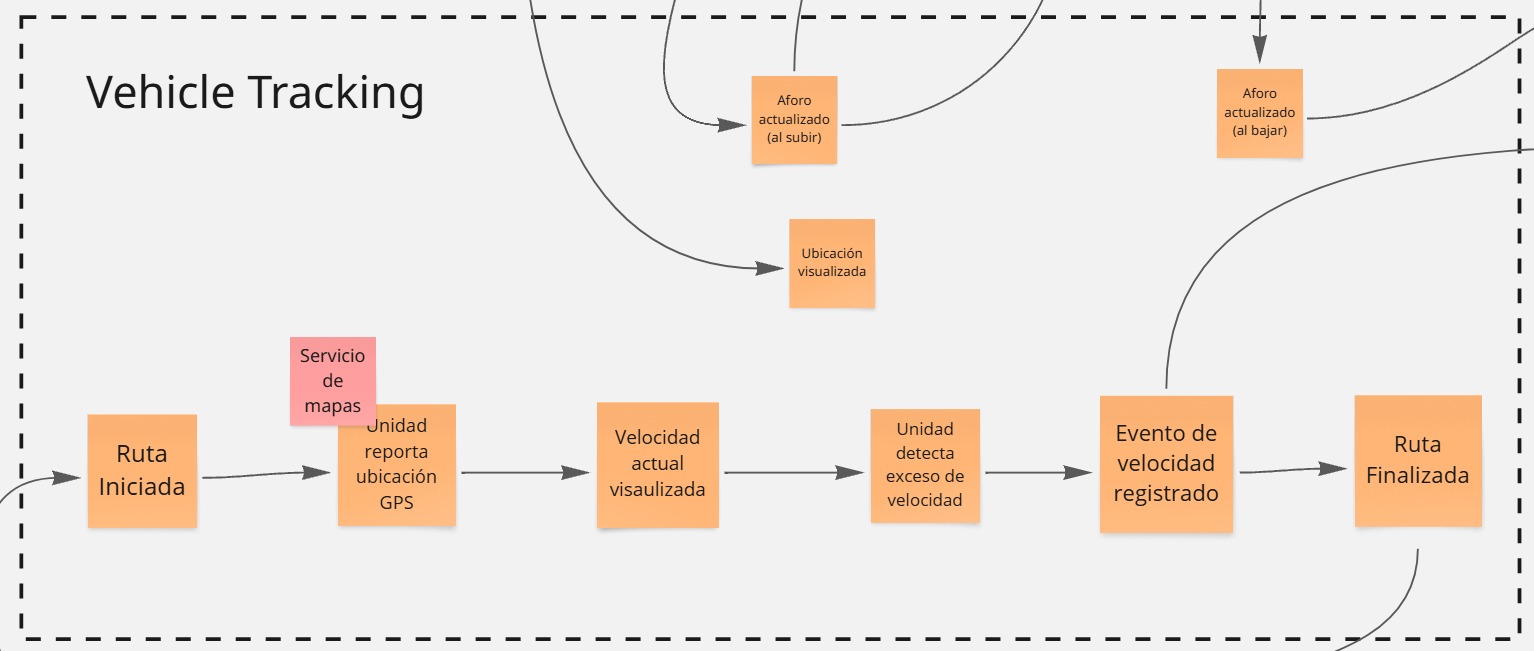 Vehicle Tracking
Aforo
actualizado
(al subir)
Aforo
actualizado
(al bajar)
Ubicación
visualizada
Servicio
de
mapas
Ruta
Iniciada
Unidad
reporta
ubicación
GPS
Velocidad
actual
visaulizada
Unidad
detecta
exceso de
velocidad
Evento de
velocidad
registrado
Ruta
Finalizada